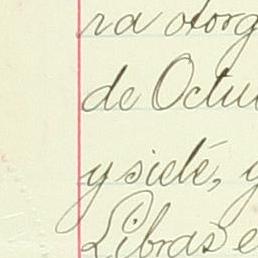 ra otorg
de Octu
y siete, y
Libras e